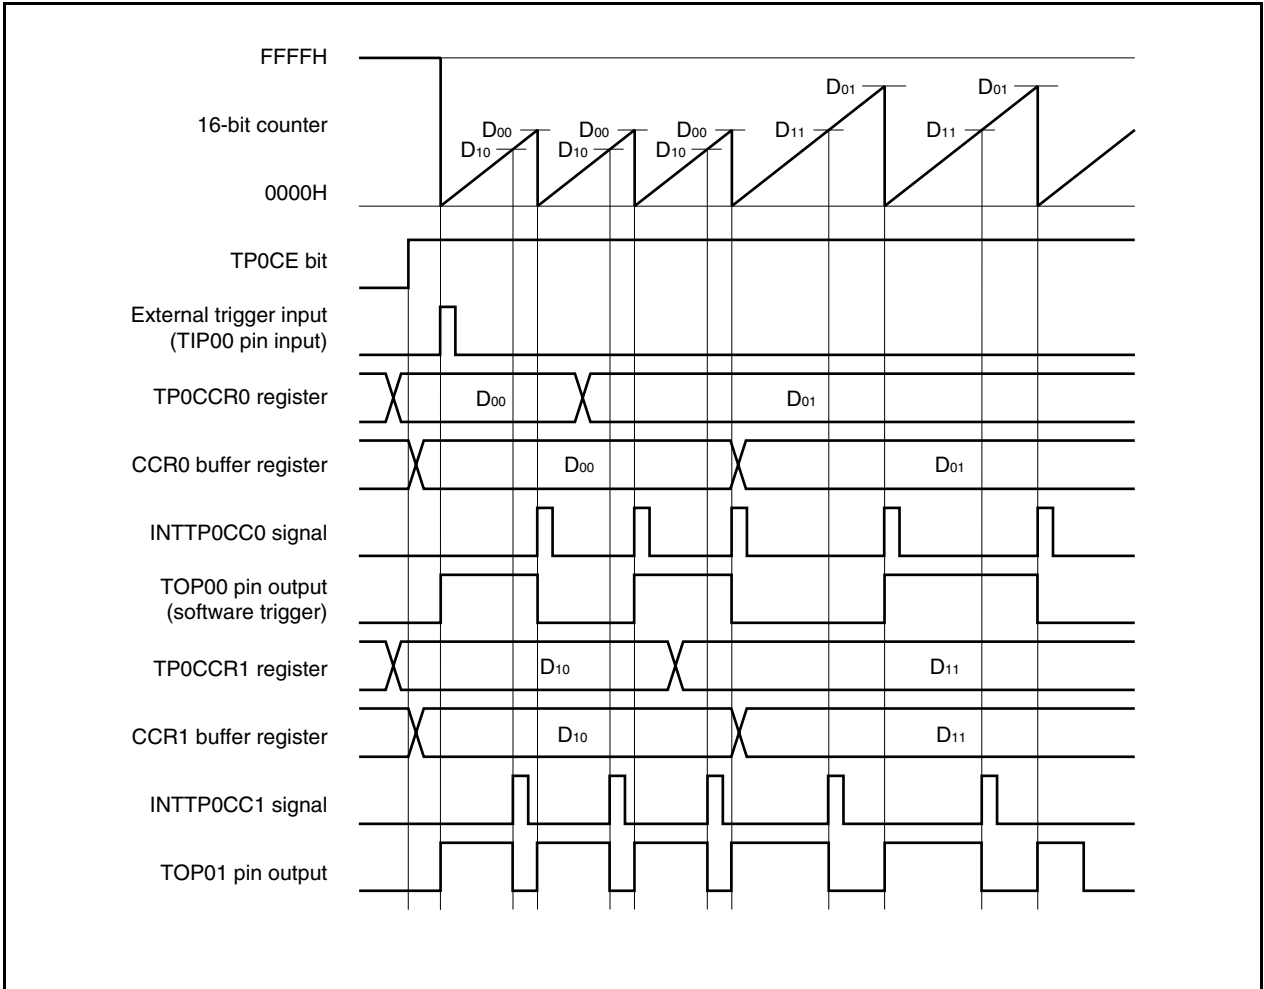 FFFFH
16-bit counter
0000H
D00
D10
D00
D10
D00
D10
D01
D11
D01
D11
TP0CE bit
External trigger input
(TIP00 pin input)
TP0CCR0 register
D00
D01
CCR0 buffer register
D00
D01
INTTP0CC0 signal
TOP00 pin output
(software trigger)
TP0CCR1 register
D10
D11
CCR1 buffer register
D10
D11
INTTP0CC1 signal
TOP01 pin output